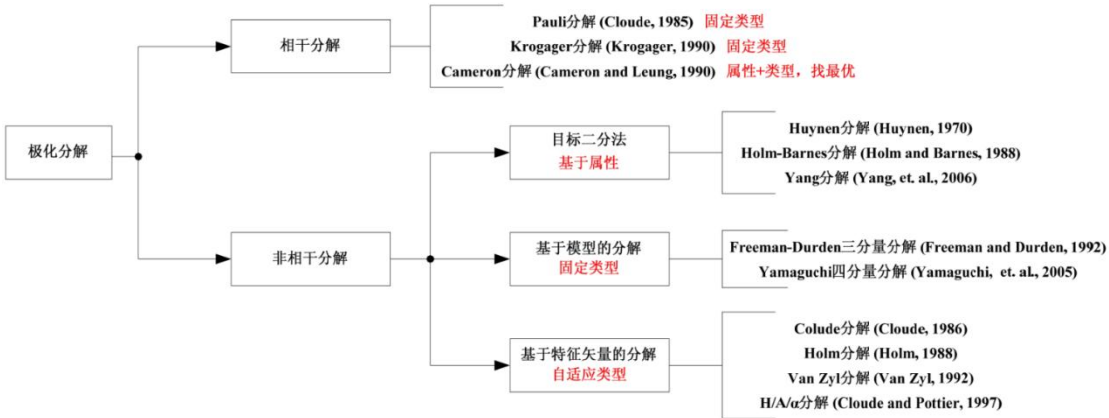 Pauli分解 (Cloude, 1985) 固定类型
相干分解
Krogager分解 (Krogager, 1990) 固定类型
Cameron分解 (Cameron and Leung, 1990) 属性+类型，找最优
极化分解
目标二分法
基于属性
Huynen分解 (Huynen, 1970)
Holm-Barnes分解 (Holm and Barnes, 1988)
Yang分解 (Yang, et. al., 2006)
非相干分解
基于模型的分解
固定类型
Freeman-Durden三分量分解 (Freeman and Durden, 1992)
Yamaguchi四分量分解 (Yamaguchi, et. al., 2005)
基于特征矢量的分解
自适应类型
Colude分解 (Cloude, 1986)
Holm分解 (Holm, 1988)
Van Zyl分解 (Van Zyl, 1992)
H/A/α分解 (Cloude and Pottier, 1997)